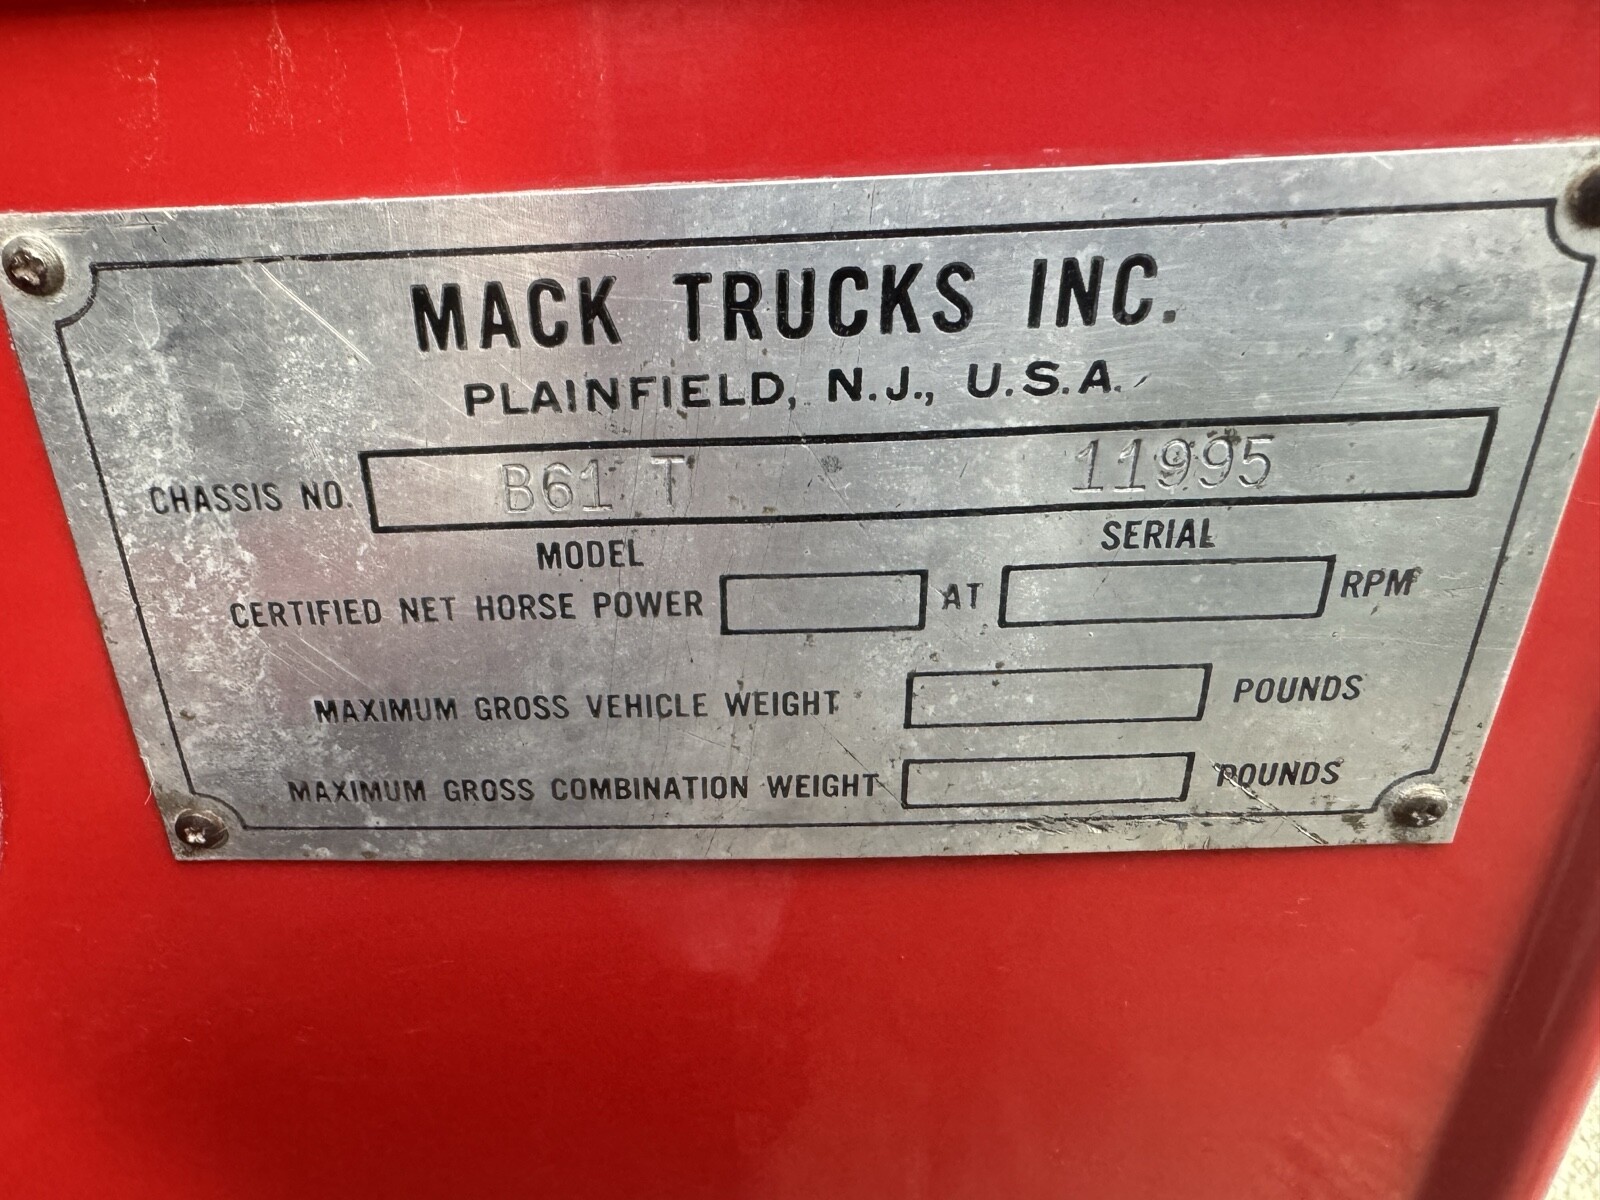 MACK TRUCKS INC.
PLAINFIELD, N.J., U.S.A.
CHASSIS NO. B61 T 11995
MODEL SERIAL
CERTIFIED NET HORSE POWER AT RPM
MAXIMUM GROSS VEHICLE WEIGHT POUNDS
MAXIMUM GROSS COMBINATION WEIGHT POUNDS